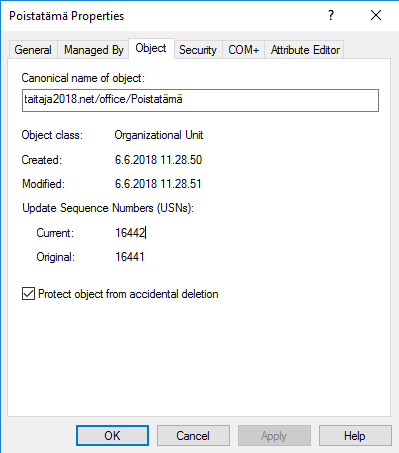 Poistatämä Properties
? ×
General Managed By Object Security COM+ Attribute Editor
Canonical name of object:
taitaja2018.net/office/Poistatämä
Object class: Organizational Unit
Created: 6.6.2018 11.28.50
Modified: 6.6.2018 11.28.51
Update Sequence Numbers (USNs):
Current: 16442
Original: 16441
Protect object from accidental deletion
OK Cancel Apply Help